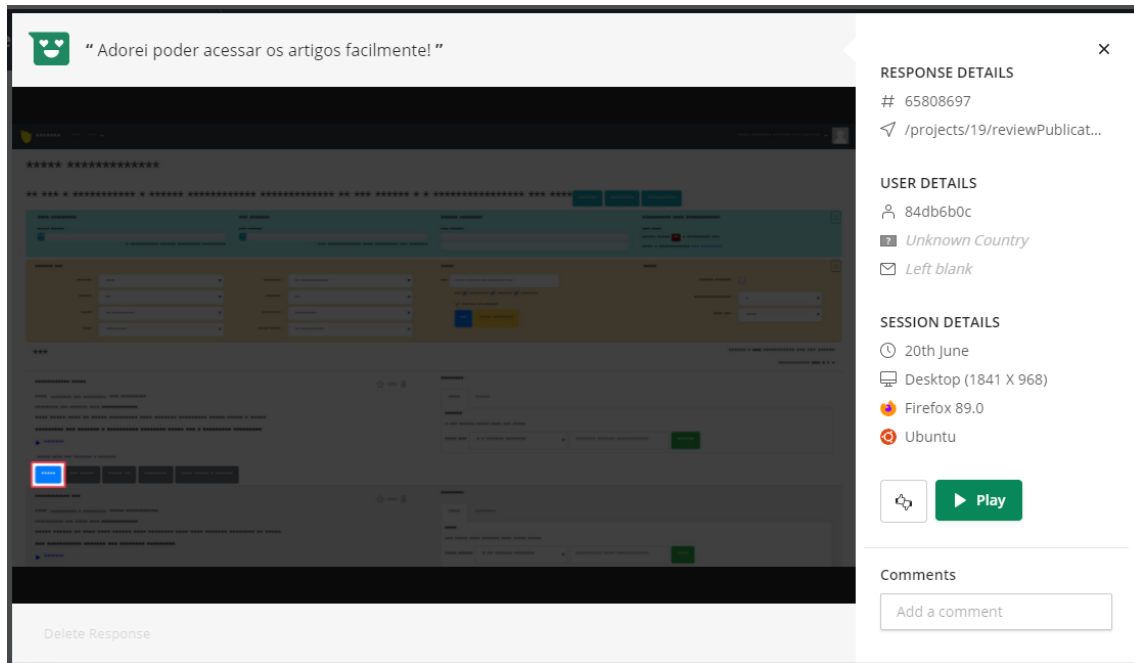 “ Adorei poder acessar os artigos facilmente! ”
RESPONSE DETAILS
# 65808697
/projects/19/reviewPublicat...
USER DETAILS
84db6b0c
? Unknown Country
Left blank
SESSION DETAILS
20th June
Desktop (1841 X 968)
Firefox 89.0
Ubuntu
Play
Comments
Add a comment
Delete Response